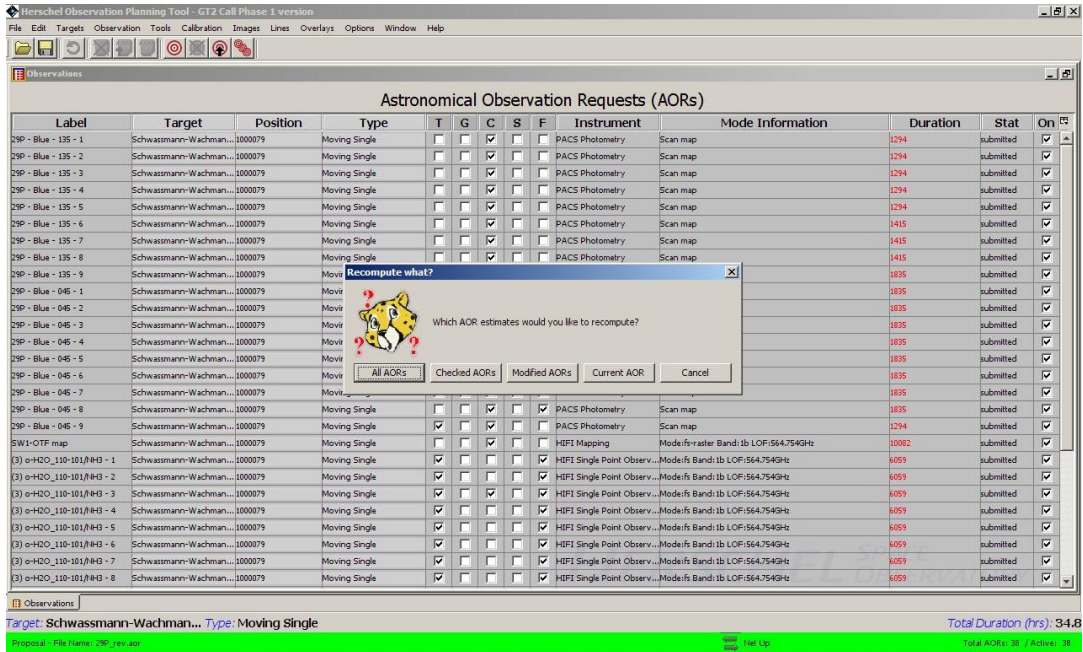 Herschel Observation Planning Tool - GT2 Call Phase 1 version
File Edit Targets Observation Tools Calibration Images Lines Overlays Options Window Help
Observations
Astronomical Observation Requests (AORs)
Label Target Position Type T G C S F Instrument Mode Information Duration Stat On
29P - Blue - 135 - 1 Schwassmann-Wachman... 1000079 Moving Single PACS Photometry Scan map 1294 submitted
29P - Blue - 135 - 2 Schwassmann-Wachman... 1000079 Moving Single PACS Photometry Scan map 1294 submitted
29P - Blue - 135 - 3 Schwassmann-Wachman... 1000079 Moving Single PACS Photometry Scan map 1294 submitted
29P - Blue - 135 - 4 Schwassmann-Wachman... 1000079 Moving Single PACS Photometry Scan map 1294 submitted
29P - Blue - 135 - 5 Schwassmann-Wachman... 1000079 Moving Single PACS Photometry Scan map 1294 submitted
29P - Blue - 135 - 6 Schwassmann-Wachman... 1000079 Moving Single PACS Photometry Scan map 1415 submitted
29P - Blue - 135 - 7 Schwassmann-Wachman... 1000079 Moving Single PACS Photometry Scan map 1415 submitted
29P - Blue - 135 - 8 Schwassmann-Wachman... 1000079 Moving Single PACS Photometry Scan map 1415 submitted
29P - Blue - 135 - 9 Schwassmann-Wachman... 1000079 Movin 1835 submitted
29P - Blue - 045 - 1 Schwassmann-Wachman... 1000079 Movin 1835 submitted
29P - Blue - 045 - 2 Schwassmann-Wachman... 1000079 Movin 1835 submitted
29P - Blue - 045 - 3 Schwassmann-Wachman... 1000079 Movin 1835 submitted
29P - Blue - 045 - 4 Schwassmann-Wachman... 1000079 Movin 1835 submitted
29P - Blue - 045 - 5 Schwassmann-Wachman... 1000079 Movin 1835 submitted
29P - Blue - 045 - 6 Schwassmann-Wachman... 1000079 Movin 1835 submitted
29P - Blue - 045 - 7 Schwassmann-Wachman... 1000079 Movin 1835 submitted
29P - Blue - 045 - 8 Schwassmann-Wachman... 1000079 Moving Single PACS Photometry Scan map 1835 submitted
29P - Blue - 045 - 9 Schwassmann-Wachman... 1000079 Moving Single PACS Photometry Scan map 1294 submitted
SW1-OTF map Schwassmann-Wachman... 1000079 Moving Single HIFI Mapping Mode:fs-raster Band:1b LOF:564.754GHz 10082 submitted
(3) o-H2O_110-101/NH3 - 1 Schwassmann-Wachman... 1000079 Moving Single HIFI Single Point Observ... Mode:fs Band:1b LOF:564.754GHz 6059 submitted
(3) o-H2O_110-101/NH3 - 2 Schwassmann-Wachman... 1000079 Moving Single HIFI Single Point Observ... Mode:fs Band:1b LOF:564.754GHz 6059 submitted
(3) o-H2O_110-101/NH3 - 3 Schwassmann-Wachman... 1000079 Moving Single HIFI Single Point Observ... Mode:fs Band:1b LOF:564.754GHz 6059 submitted
(3) o-H2O_110-101/NH3 - 4 Schwassmann-Wachman... 1000079 Moving Single HIFI Single Point Observ... Mode:fs Band:1b LOF:564.754GHz 6059 submitted
(3) o-H2O_110-101/NH3 - 5 Schwassmann-Wachman... 1000079 Moving Single HIFI Single Point Observ... Mode:fs Band:1b LOF:564.754GHz 6059 submitted
(3) o-H2O_110-101/NH3 - 6 Schwassmann-Wachman... 1000079 Moving Single HIFI Single Point Observ... Mode:fs Band:1b LOF:564.754GHz 6059 submitted
(3) o-H2O_110-101/NH3 - 7 Schwassmann-Wachman... 1000079 Moving Single HIFI Single Point Observ... Mode:fs Band:1b LOF:564.754GHz 6059 submitted
(3) o-H2O_110-101/NH3 - 8 Schwassmann-Wachman... 1000079 Moving Single HIFI Single Point Observ... Mode:fs Band:1b LOF:564.754GHz 6059 submitted
Recompute what?
? ? ?
Which AOR estimates would you like to recompute?
All AORs Checked AORs Modified AORs Current AOR Cancel
Observations
Target: Schwassmann-Wachman... Type: Moving Single Total Duration (hrs): 34.8
Proposal - File Name: 29P_rev.aor Net Up Total AORs: 38 / Active: 38